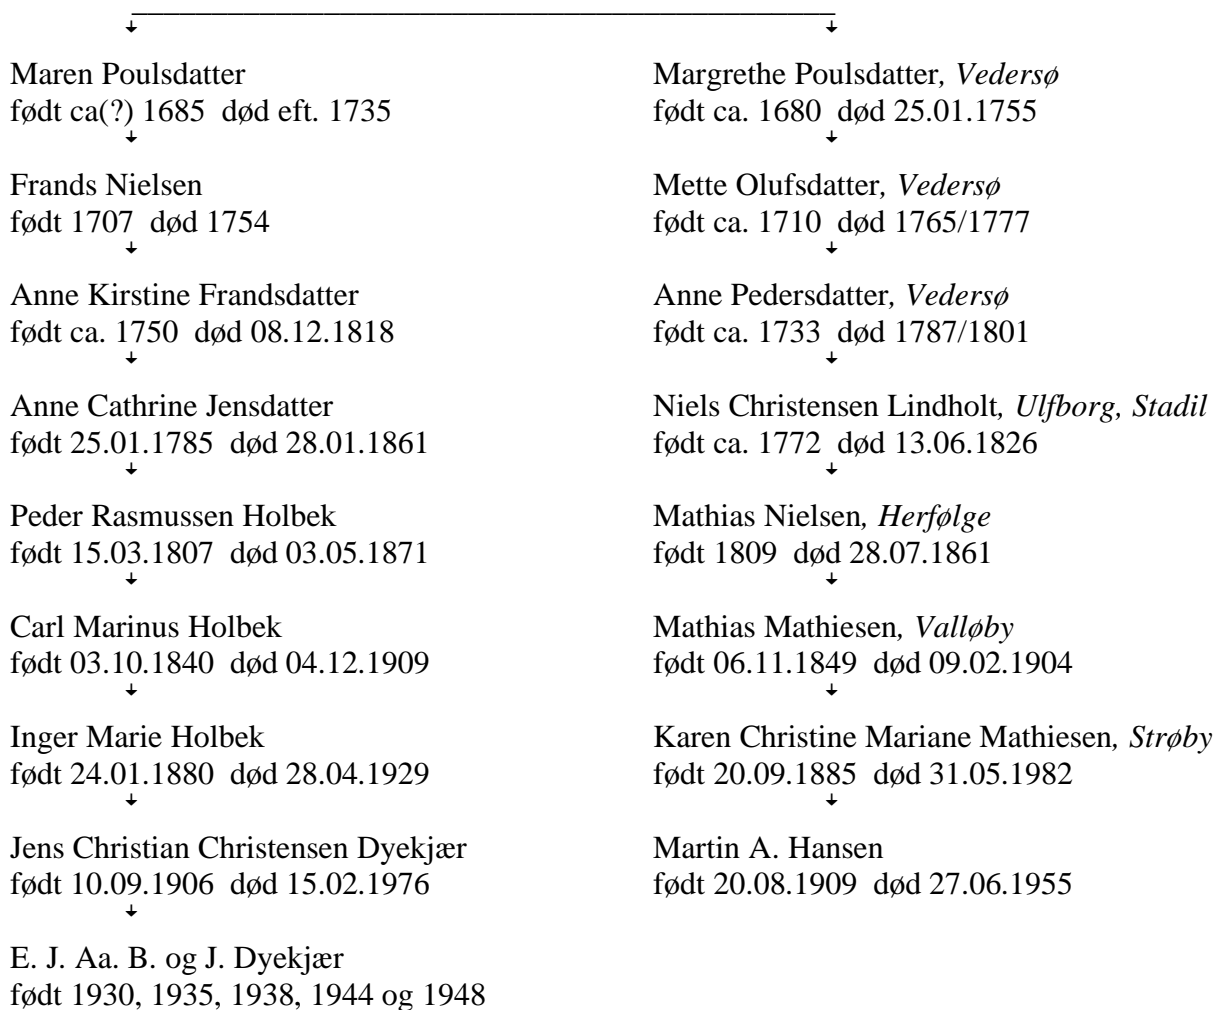 Maren Poulsdatter
født ca(?) 1685 død eft. 1735
Frands Nielsen
født 1707 død 1754
Anne Kirstine Frandsdatter
født ca. 1750 død 08.12.1818
Anne Cathrine Jensdatter
født 25.01.1785 død 28.01.1861
Peder Rasmussen Holbek
født 15.03.1807 død 03.05.1871
Carl Marinus Holbek
født 03.10.1840 død 04.12.1909
Inger Marie Holbek
født 24.01.1880 død 28.04.1929
Jens Christian Christensen Dyekjær
født 10.09.1906 død 15.02.1976
E. J. Aa. B. og J. Dyekjær
født 1930, 1935, 1938, 1944 og 1948
Margrethe Poulsdatter, Vedersø
født ca. 1680 død 25.01.1755
Mette Olufsdatter, Vedersø
født ca. 1710 død 1765/1777
Anne Pedersdatter, Vedersø
født ca. 1733 død 1787/1801
Niels Christensen Lindholt, Ulfborg, Stadil
født ca. 1772 død 13.06.1826
Mathias Nielsen, Herfølge
født 1809 død 28.07.1861
Mathias Mathiesen, Valløby
født 06.11.1849 død 09.02.1904
Karen Christine Mariane Mathiesen, Strøby
født 20.09.1885 død 31.05.1982
Martin A. Hansen
født 20.08.1909 død 27.06.1955